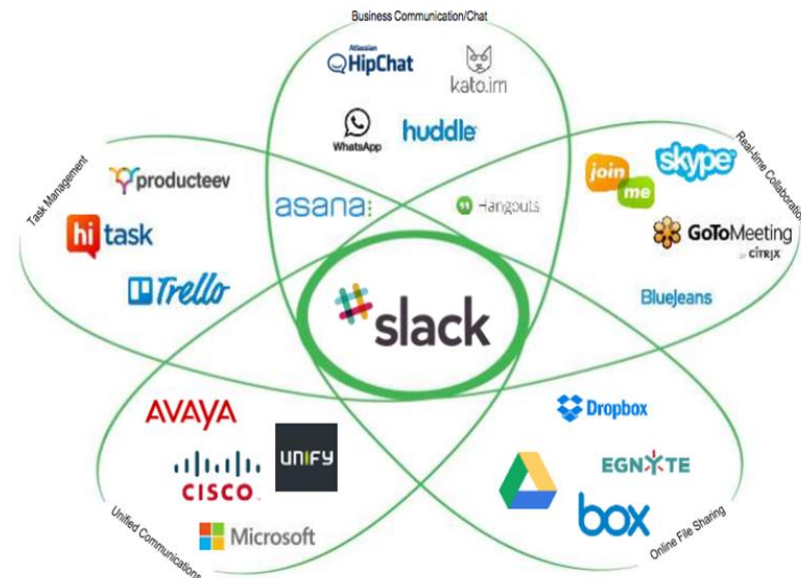 Business Communication/Chat
Atlassian
HipChat
kato.im
WhatsApp
huddle
Task Management
producteev
hi task
Trello
asana:
Hangouts
Real-time Collaboration
join me
skype
GoToMeeting
by CITRIX
BlueJeans
slack
AVAYA
CISCO
UNIFY
Microsoft
Unified Communications
Dropbox
EGNYTE
box
Online File Sharing